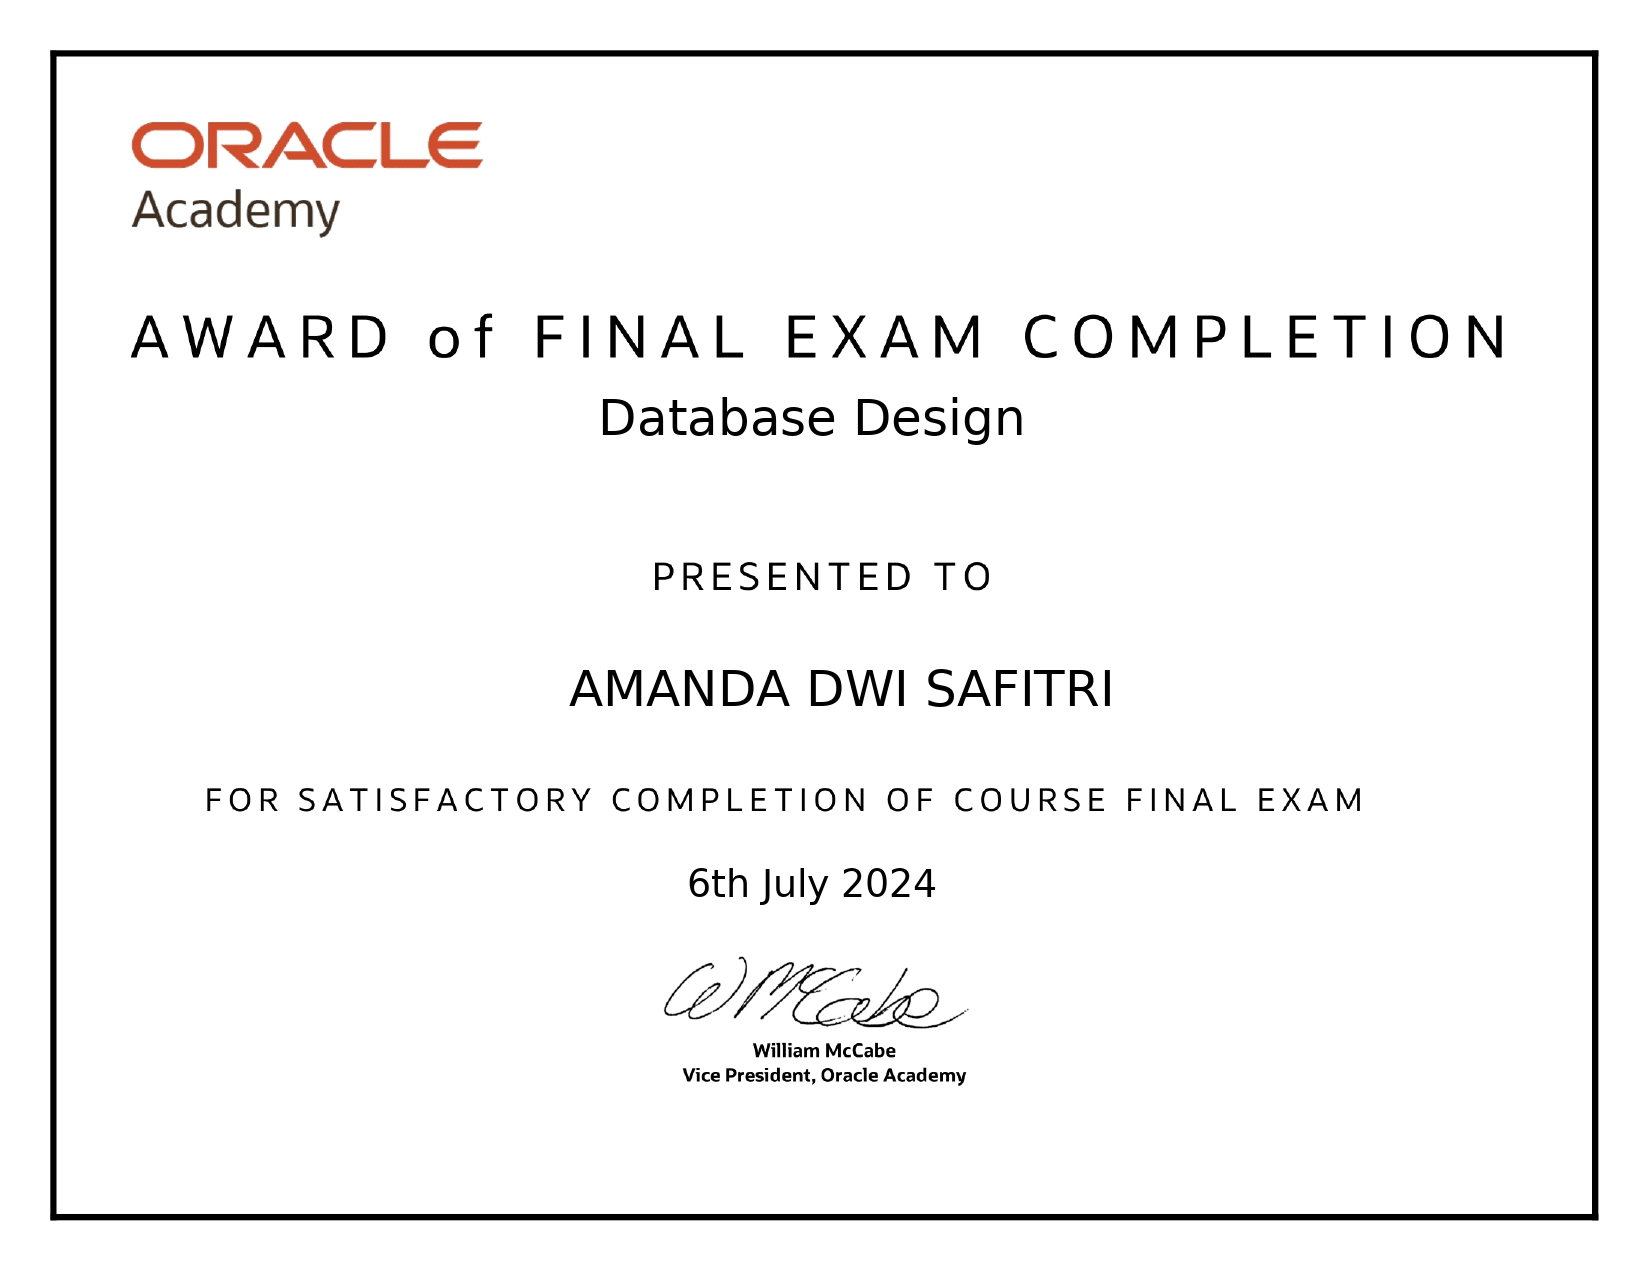 ORACLE
Academy
AWARD of FINAL EXAM COMPLETION
Database Design
PRESENTED TO
AMANDA DWI SAFITRI
FOR SATISFACTORY COMPLETION OF COURSE FINAL EXAM
6th July 2024
W McCabe
William McCabe
Vice President, Oracle Academy